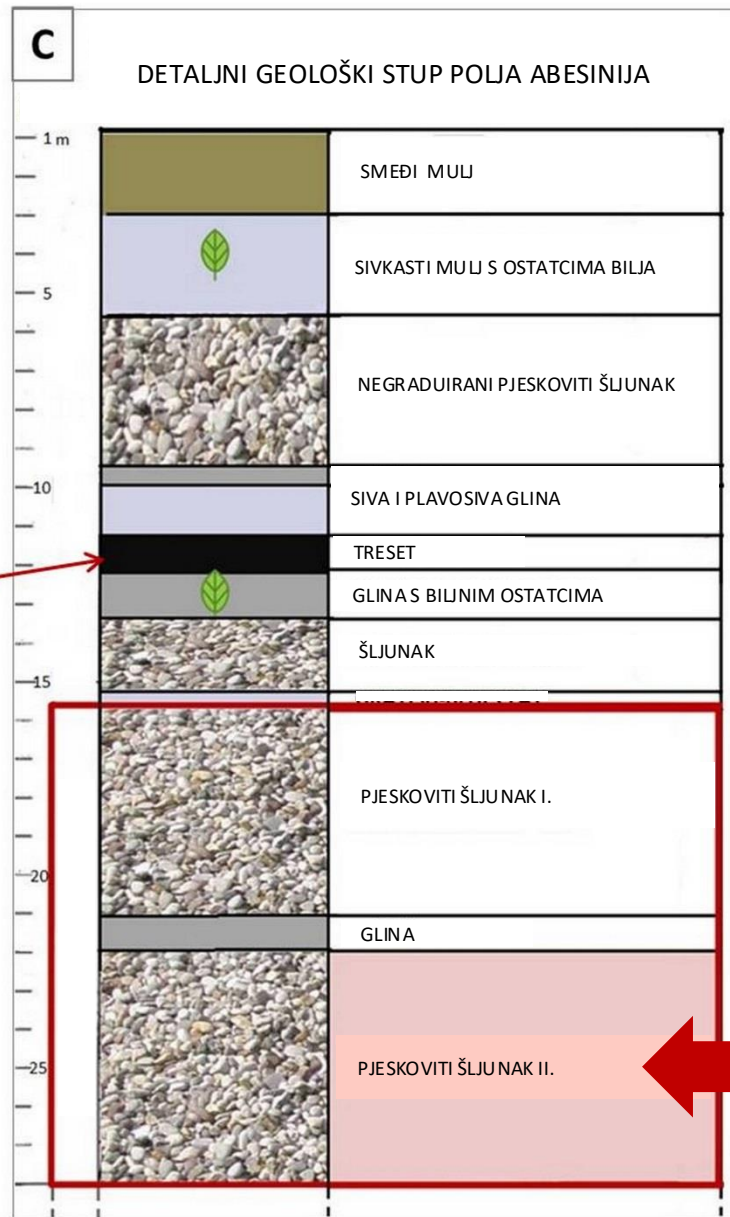 C
DETALJNI GEOLOŠKI STUP POLJA ABESINIJA
1 m
SMEĐI MULJ
SIVKASTI MULJ S OSTATCIMA BILJA
5
NEGRADUIRANI PJESKOVITI ŠLJUNAK
10
SIVA I PLAVOSIVA GLINA
TRESET
GLINA S BILJNIM OSTATCIMA
ŠLJUNAK
15
PJESKOVITI ŠLJUNAK I.
20
GLINA
25
PJESKOVITI ŠLJUNAK II.